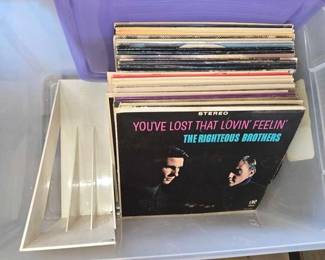 STEREO
YOU'VE LOST THAT LOVIN' FEELIN'
THE RIGHTEOUS BROTHERS